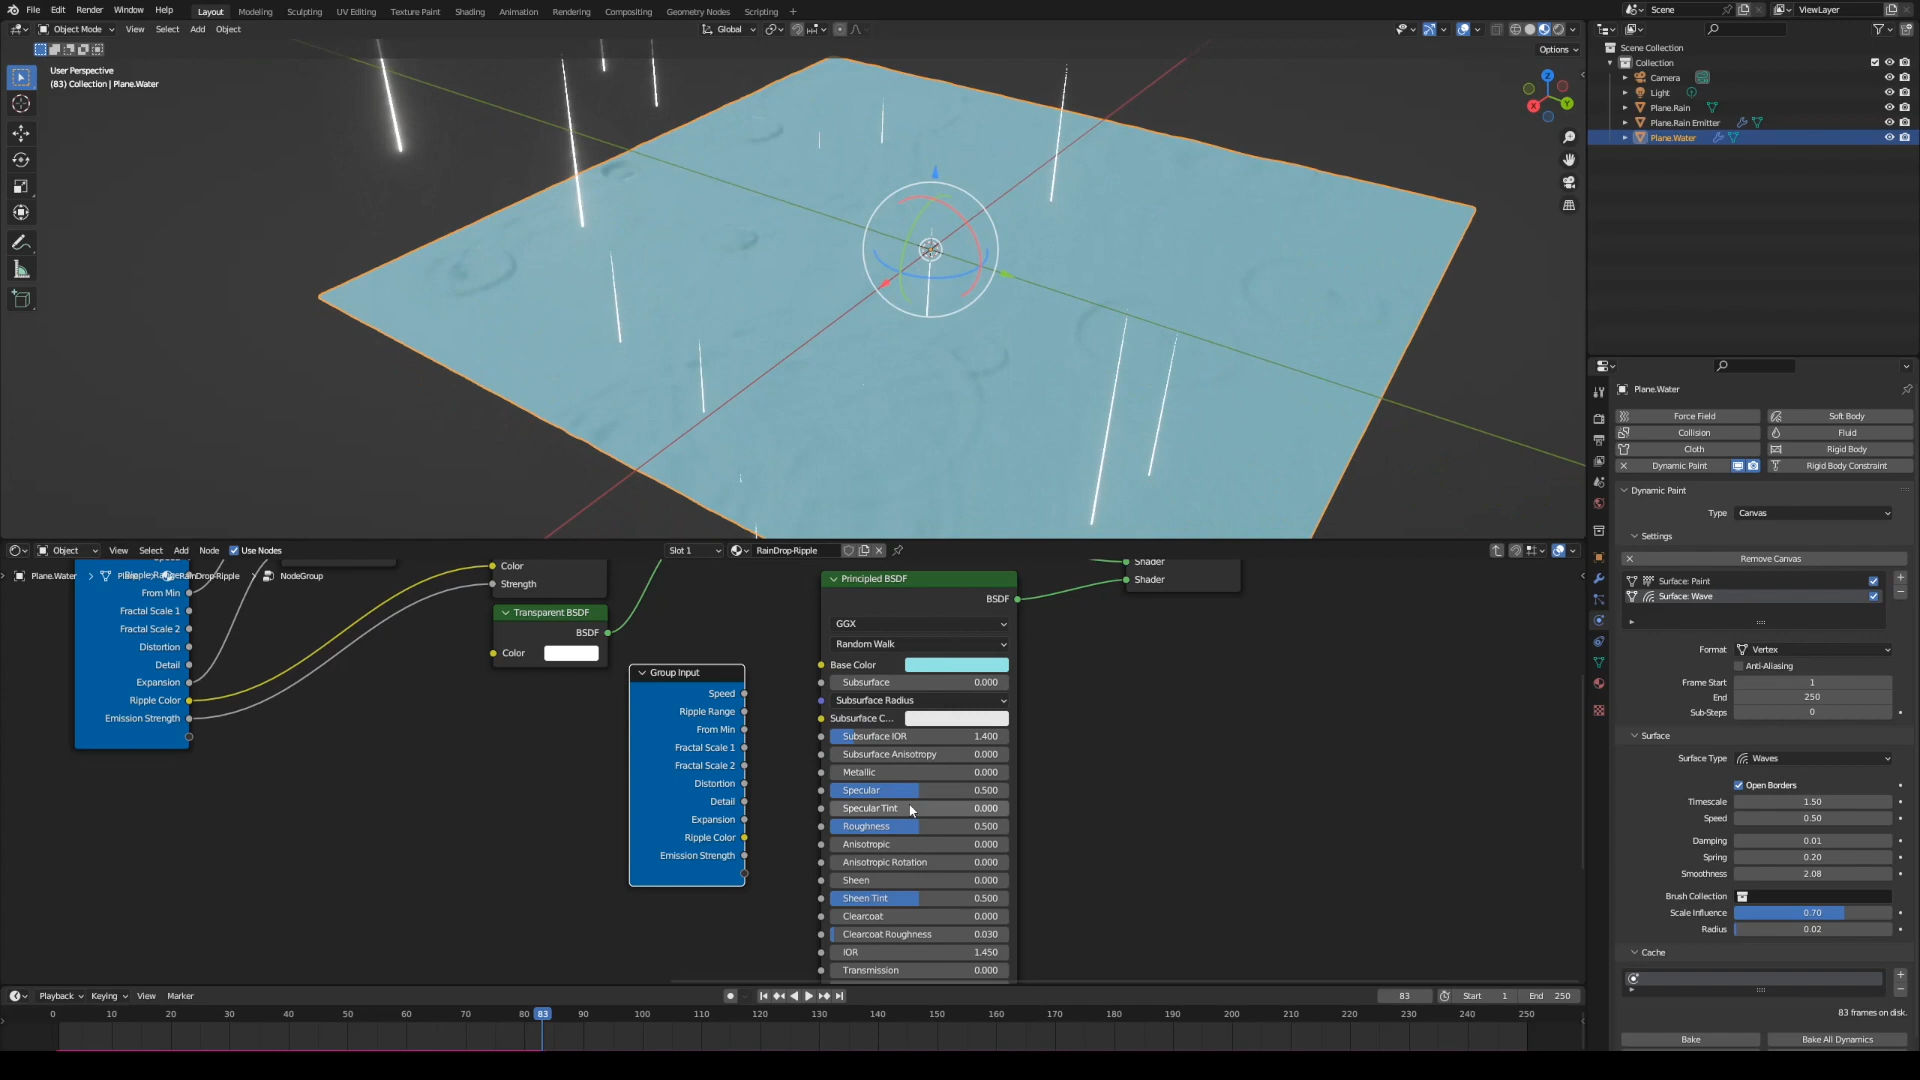 File Edit Render Window Help Layout Modeling Sculpting UV Editing Texture Paint Shading Animation Rendering Compositing Geometry Nodes Scripting + Scene ViewLayer
Object Mode View Select Add Object Global
Options
User Perspective
(83) Collection | Plane.Water
Z
Y
X
Scene Collection
Collection
Camera
Light
Plane.Rain
Plane.Rain Emitter
Plane.Water
Plane.Water
Force Field Soft Body
Collision Fluid
Cloth Rigid Body
Dynamic Paint Rigid Body Constraint
Dynamic Paint
Type Canvas
Settings
Remove Canvas
Surface: Paint
Surface: Wave
Format Vertex
Anti-Aliasing
Frame Start 1
End 250
Sub-Steps 0
Surface
Surface Type Waves
Open Borders
Timescale 1.50
Speed 0.50
Damping 0.01
Spring 0.20
Smoothness 2.08
Brush Collection
Scale Influence 0.70
Radius 0.02
Cache
83 frames on disk.
Bake Bake All Dynamics
Object View Select Add Node Use Nodes Slot 1 RainDrop-Ripple
Plane.Water Plane RainDrop-Ripple NodeGroup
Ripple Range
From Min
Fractal Scale 1
Fractal Scale 2
Distortion
Detail
Expansion
Ripple Color
Emission Strength
Color
Strength
Transparent BSDF
BSDF
Color
Group Input
Speed
Ripple Range
From Min
Fractal Scale 1
Fractal Scale 2
Distortion
Detail
Expansion
Ripple Color
Emission Strength
Principled BSDF
BSDF
GGX
Random Walk
Base Color
Subsurface 0.000
Subsurface Radius
Subsurface C...
Subsurface IOR 1.400
Subsurface Anisotropy 0.000
Metallic 0.000
Specular 0.500
Specular Tint 0.000
Roughness 0.500
Anisotropic 0.000
Anisotropic Rotation 0.000
Sheen 0.000
Sheen Tint 0.500
Clearcoat 0.000
Clearcoat Roughness 0.030
IOR 1.450
Transmission 0.000
Shader
Shader
Playback Keying View Marker 83 Start 1 End 250
0 10 20 30 40 50 60 70 80 83 90 100 110 120 130 140 150 160 170 180 190 200 210 220 230 240 250